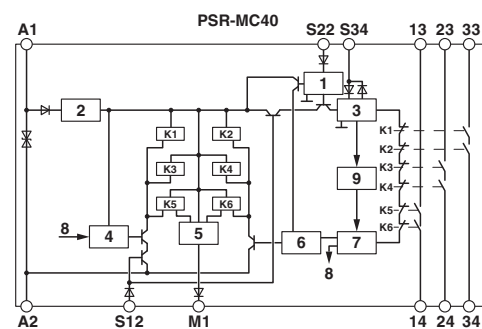 PSR-MC40
A1 S22 S34 13 23 33
1
2 3
K1 K2 K1
K2
K3 K4 9 K3
K4
K5 K6 K5
8 4 5 6 7 K6
8
A2 S12 M1 14 24 34